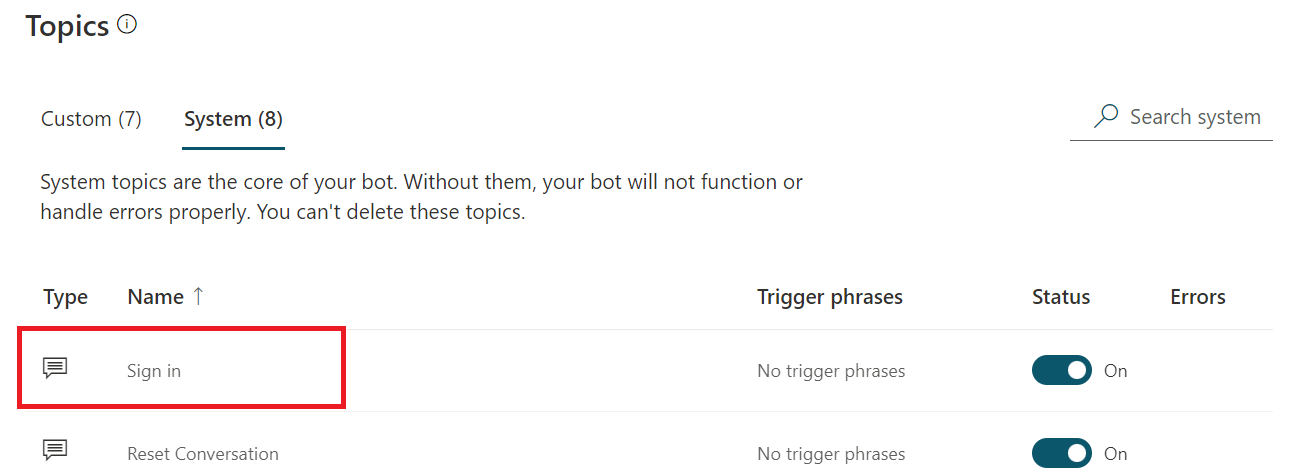 Topics
Custom (7) System (8) Search system
System topics are the core of your bot. Without them, your bot will not function or
handle errors properly. You can't delete these topics.
Type Name ↑ Trigger phrases Status Errors
Sign in No trigger phrases On
Reset Conversation No trigger phrases On